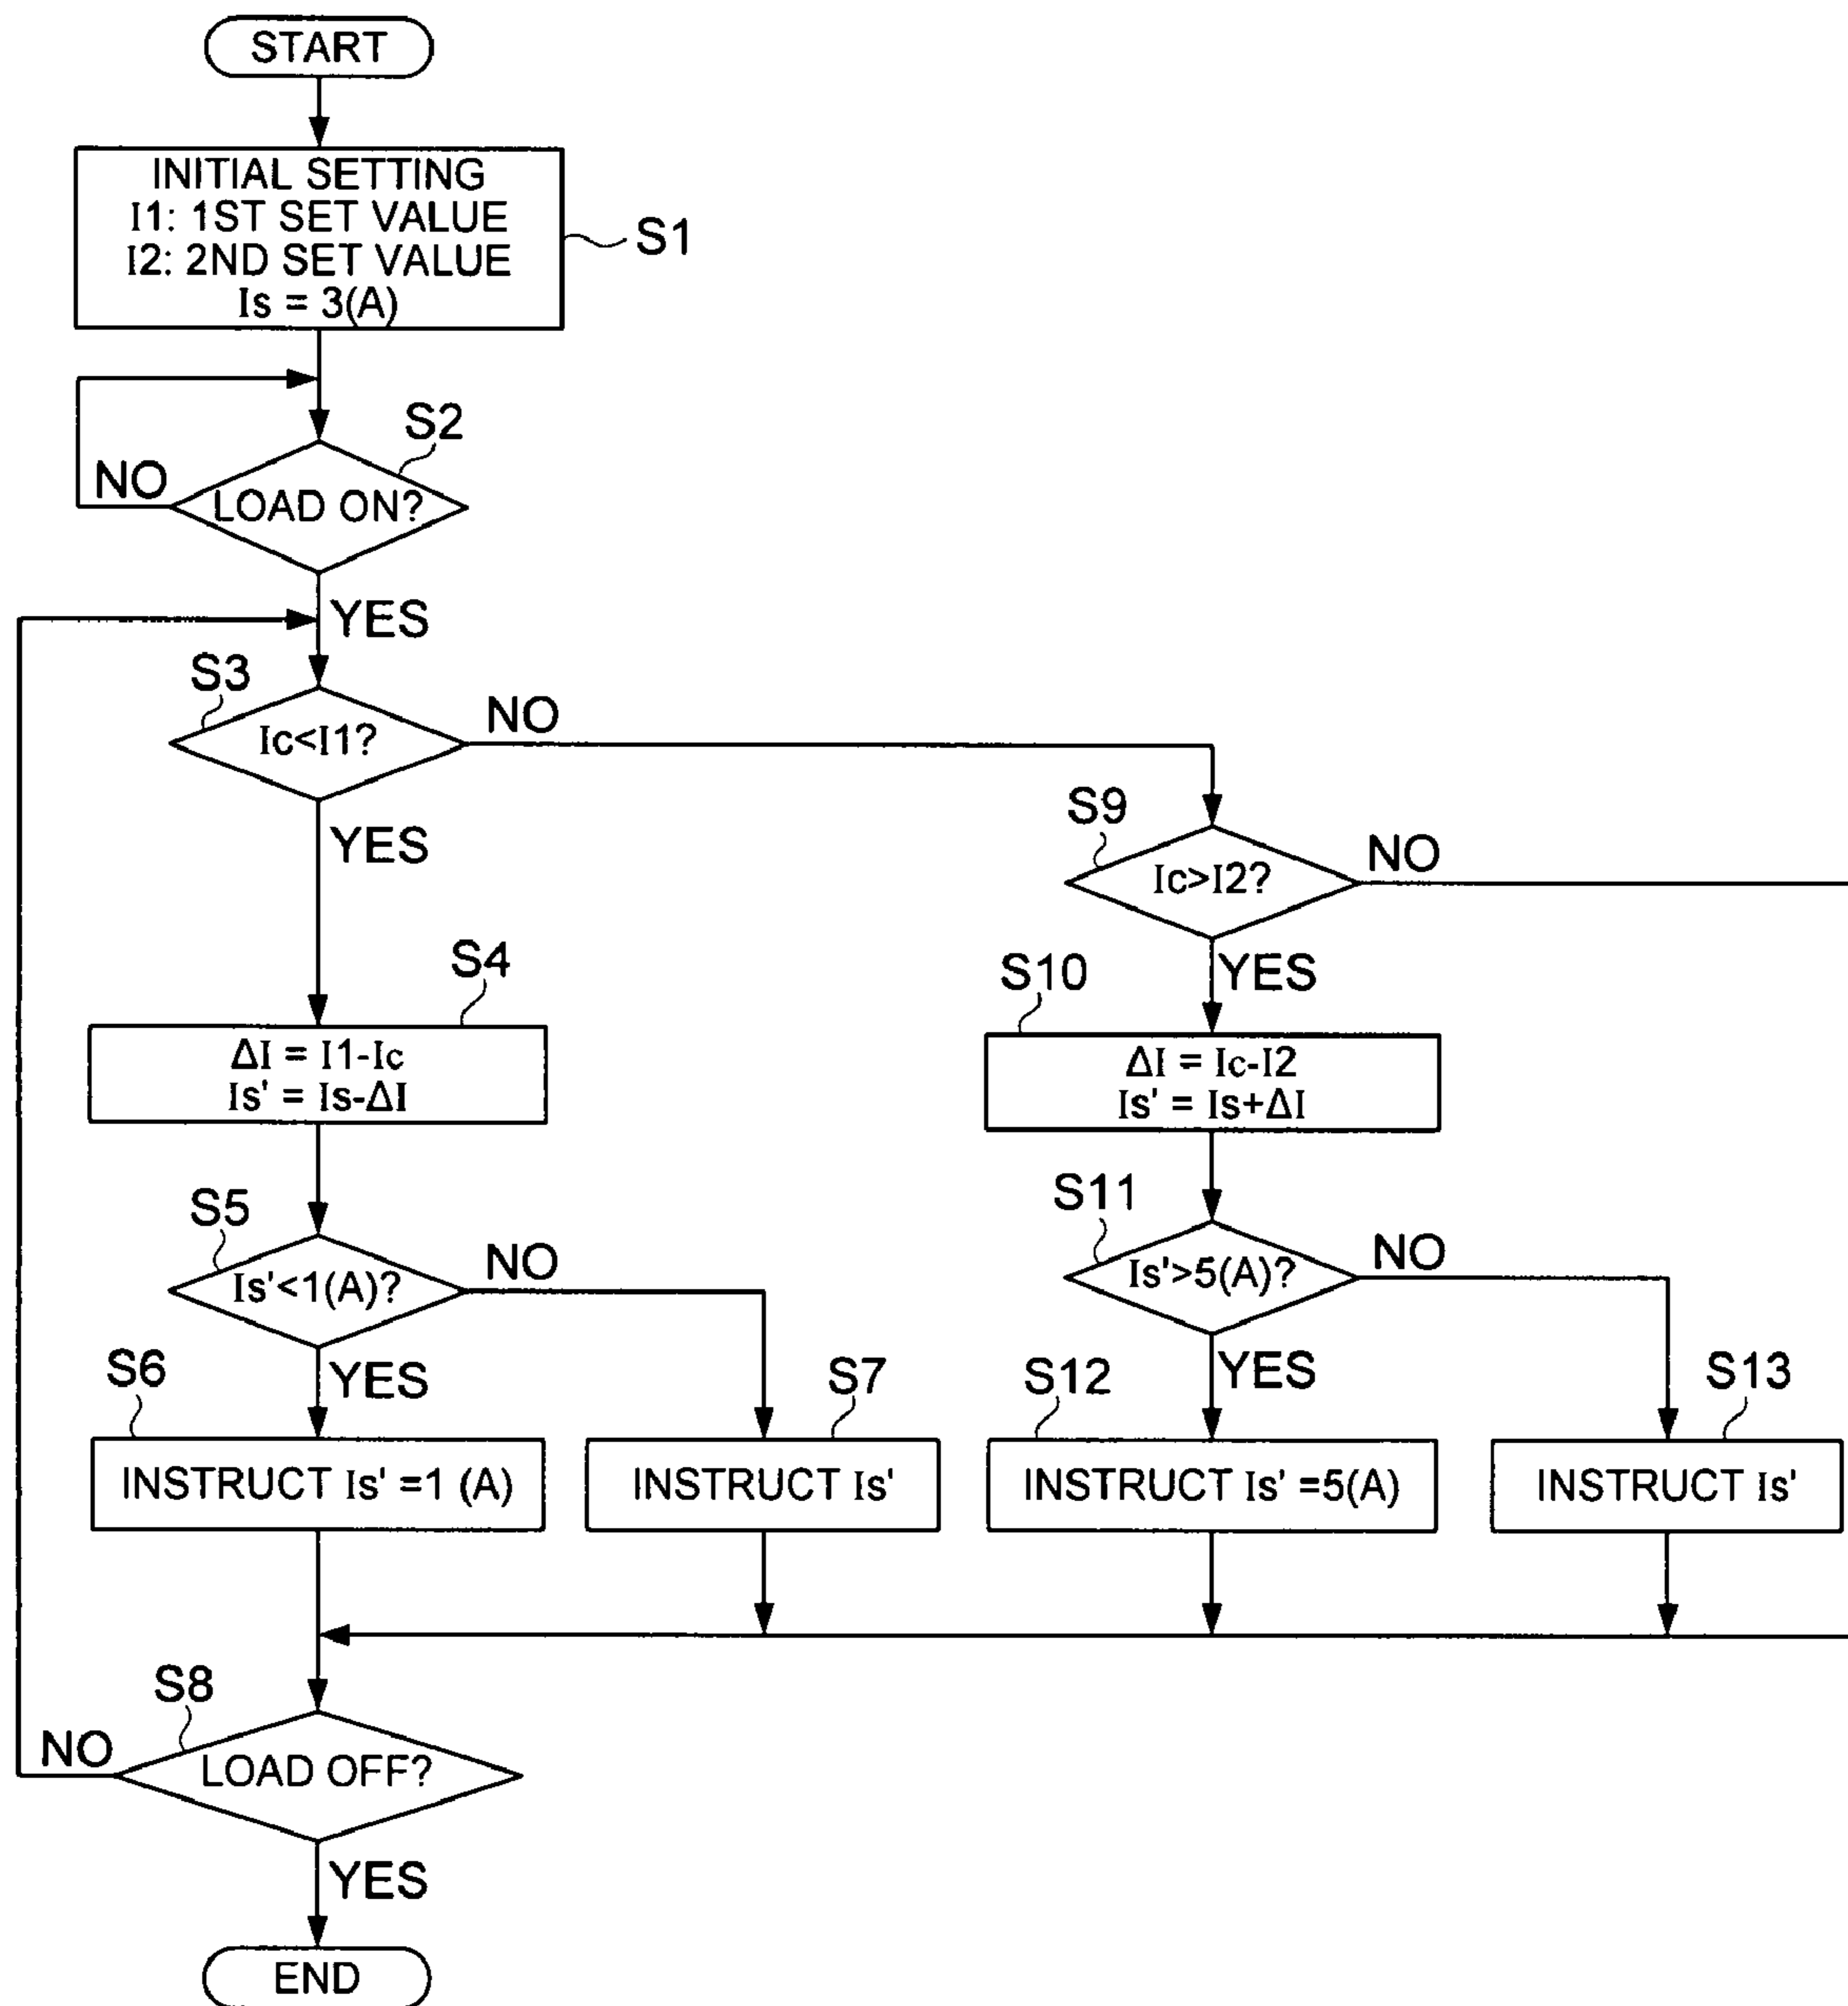 START
INITIAL SETTING
I1: 1ST SET VALUE
I2: 2ND SET VALUE
Is = 3(A)
S1
S2
NO
LOAD ON?
YES
S3
NO
Ic<I1?
YES
S9
NO
Ic>I2?
YES
S4
ΔI = I1-Ic
Is' = Is-ΔI
S10
ΔI = Ic-I2
Is' = Is+ΔI
S5
NO
Is'<1(A)?
YES
S11
NO
Is'>5(A)?
YES
S6
INSTRUCT Is' =1 (A)
S7
INSTRUCT Is'
S12
INSTRUCT Is' =5(A)
S13
INSTRUCT Is'
S8
NO
LOAD OFF?
YES
END